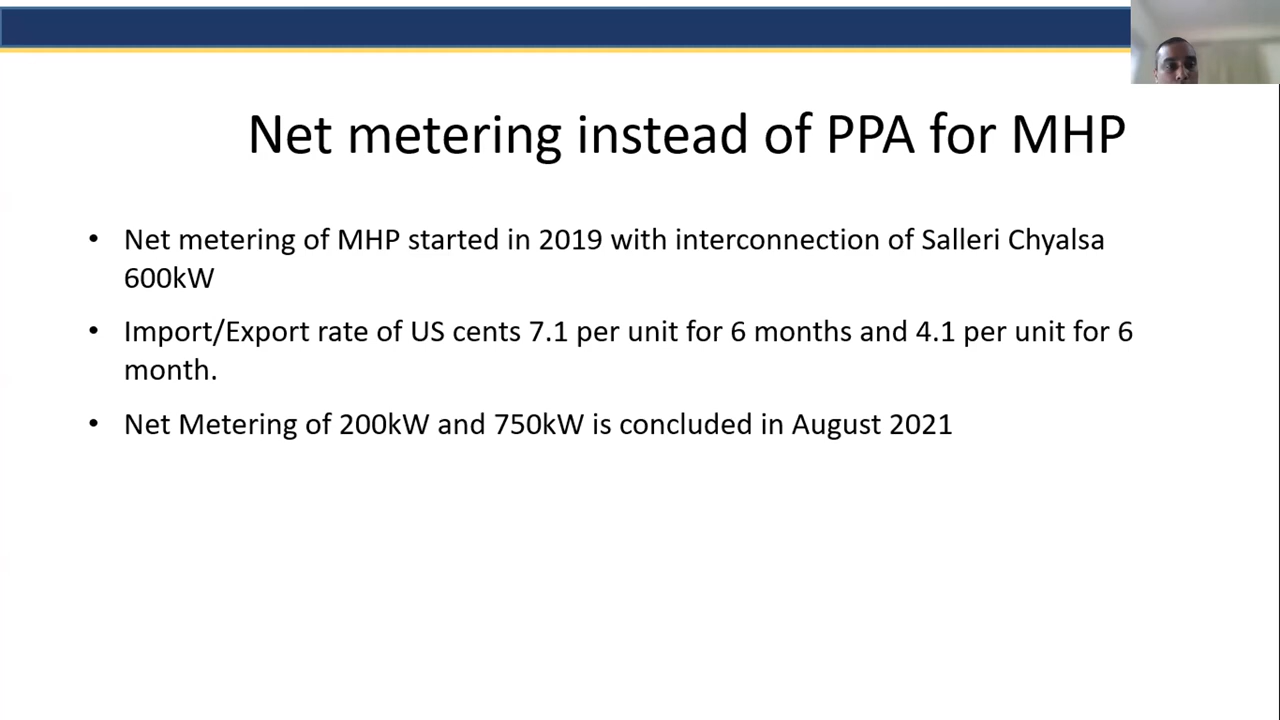 Net metering instead of PPA for MHP
• Net metering of MHP started in 2019 with interconnection of Salleri Chyalsa
600kW
• Import/Export rate of US cents 7.1 per unit for 6 months and 4.1 per unit for 6
month.
• Net Metering of 200kW and 750kW is concluded in August 2021